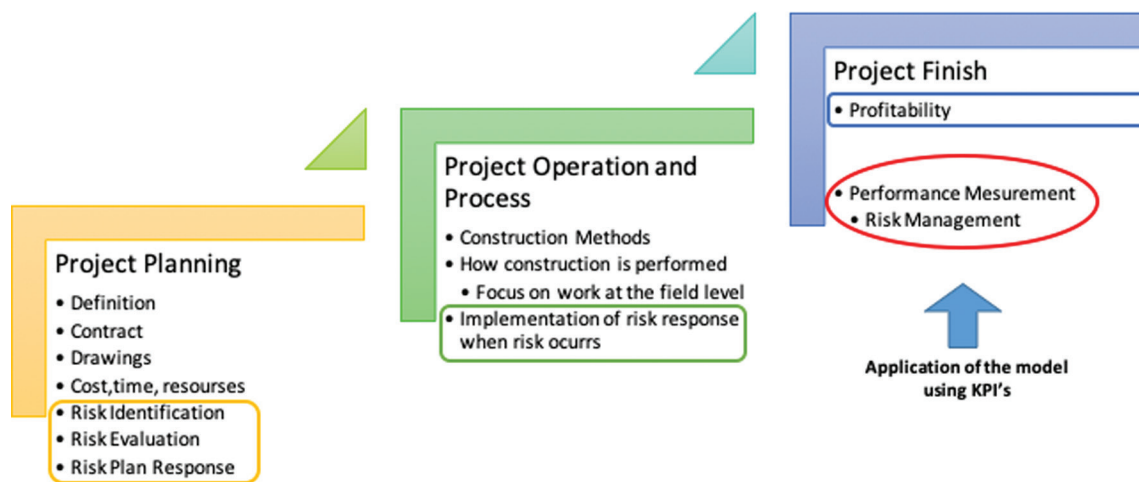 Project Planning
• Definition
• Contract
• Drawings
• Cost,time, resourses
• Risk Identification
• Risk Evaluation
• Risk Plan Response
Project Operation and
Process
• Construction Methods
• How construction is performed
• Focus on work at the field level
• Implementation of risk response
when risk ocurrs
Project Finish
• Profitability
• Performance Mesurement
• Risk Management
Application of the model
using KPI's